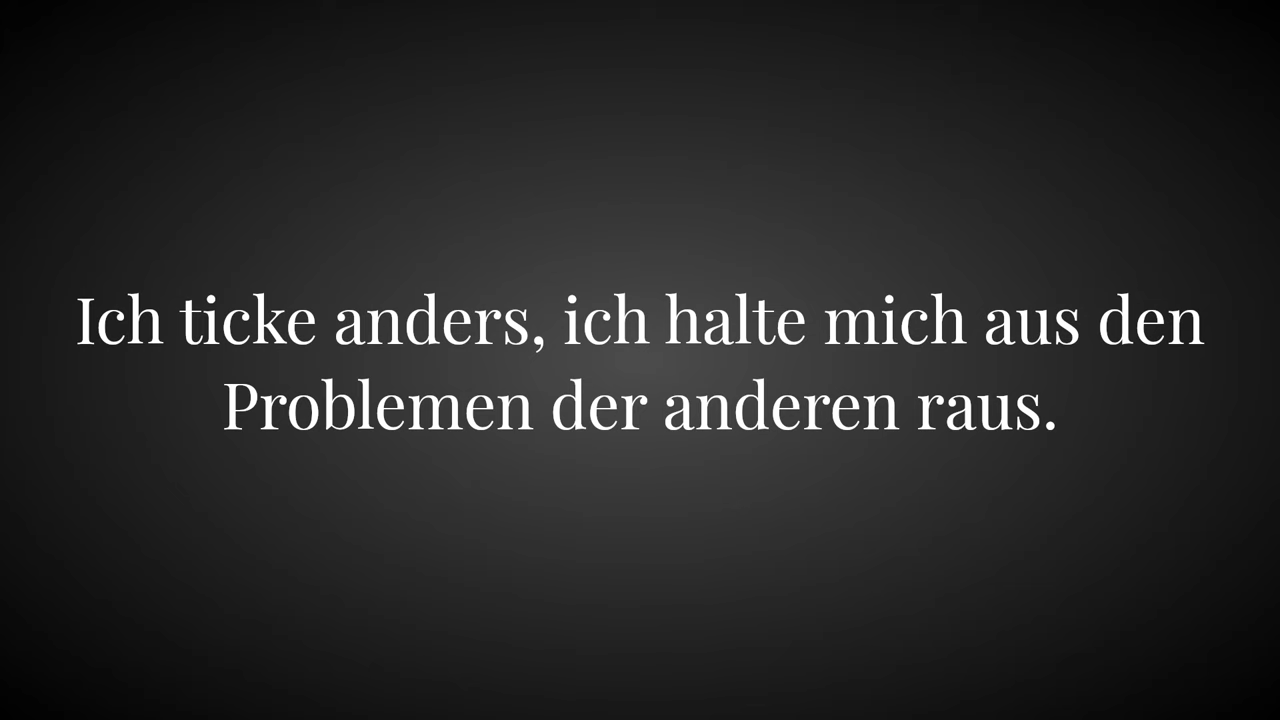 Ich ticke anders, ich halte mich aus den
Problemen der anderen raus.